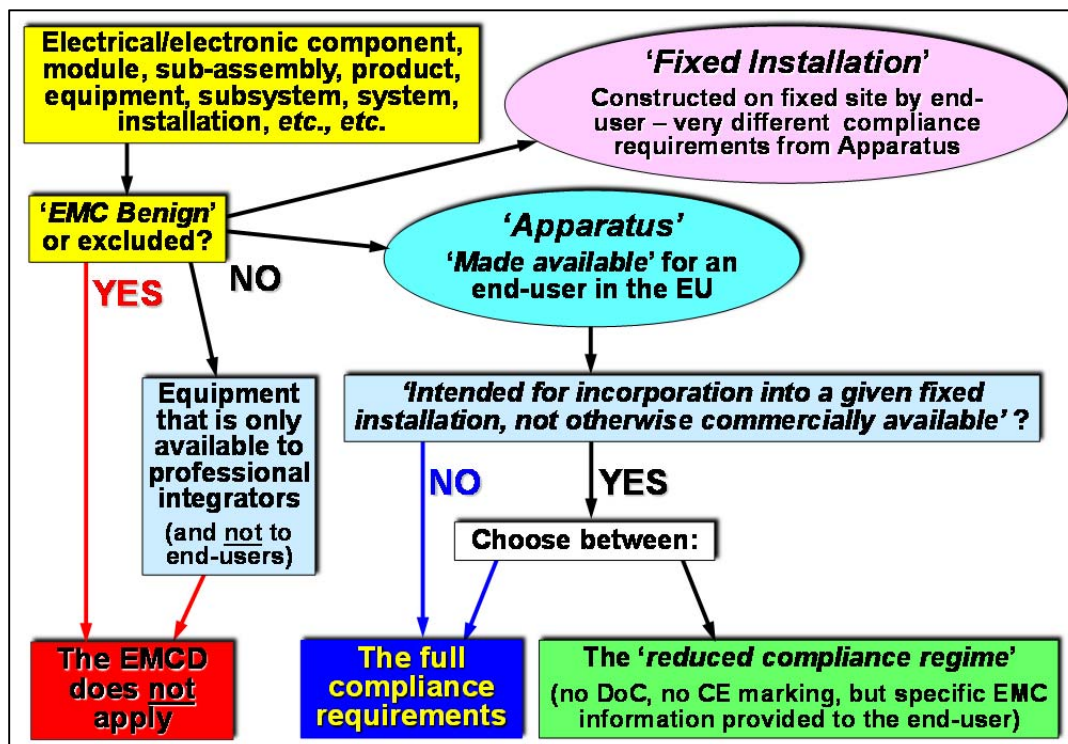 Electrical/electronic component,
module, sub-assembly, product,
equipment, subsystem, system,
installation, etc., etc.
‘Fixed Installation’
Constructed on fixed site by end-
user – very different compliance
requirements from Apparatus
‘EMC Benign’
or excluded?
‘Apparatus’
‘Made available’ for an
end-user in the EU
YES
NO
Equipment
that is only
available to
professional
integrators
(and not to
end-users)
‘Intended for incorporation into a given fixed
installation, not otherwise commercially available’ ?
NO
YES
Choose between:
The EMCD
does not
apply
The full
compliance
requirements
The ‘reduced compliance regime’
(no DoC, no CE marking, but specific EMC
information provided to the end-user)